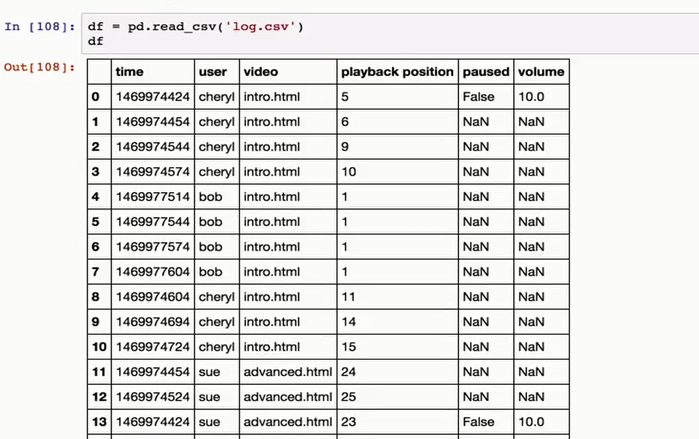 In [108]: df = pd.read_csv('log.csv')
df
Out[108]:
time user video playback position paused volume
0 1469974424 cheryl intro.html 5 False 10.0
1 1469974454 cheryl intro.html 6 NaN NaN
2 1469974544 cheryl intro.html 9 NaN NaN
3 1469974574 cheryl intro.html 10 NaN NaN
4 1469977514 bob intro.html 1 NaN NaN
5 1469977544 bob intro.html 1 NaN NaN
6 1469977574 bob intro.html 1 NaN NaN
7 1469977604 bob intro.html 1 NaN NaN
8 1469974604 cheryl intro.html 11 NaN NaN
9 1469974694 cheryl intro.html 14 NaN NaN
10 1469974724 cheryl intro.html 15 NaN NaN
11 1469974454 sue advanced.html 24 NaN NaN
12 1469974524 sue advanced.html 25 NaN NaN
13 1469974424 sue advanced.html 23 False 10.0